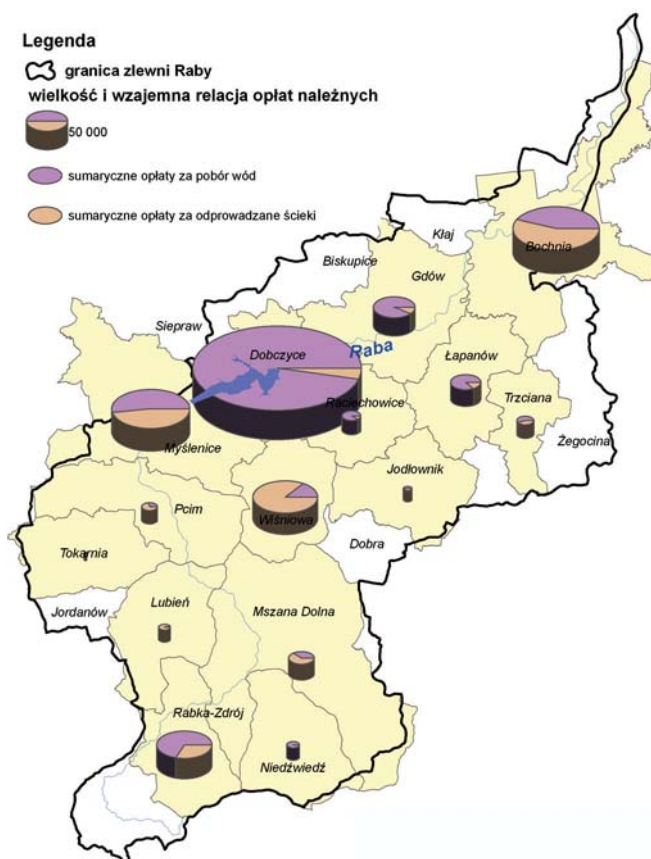 Legenda
granica zlewni Raby
wielkość i wzajemna relacja opłat należnych
50 000
sumaryczne opłaty za pobór wód
sumaryczne opłaty za odprowadzane ścieki
Kłaj
Bochnia
Biskupice
Gdów
Siepraw
Raba
Dobczyce
Łapanów
Trzciana
Raciechowice
Żegocina
Myślenice
Jodłownik
Pcim
Wiśniowa
Dobra
Tokarnia
Jordanów
Lubień
Mszana Dolna
Rabka-Zdrój
Niedźwiedź